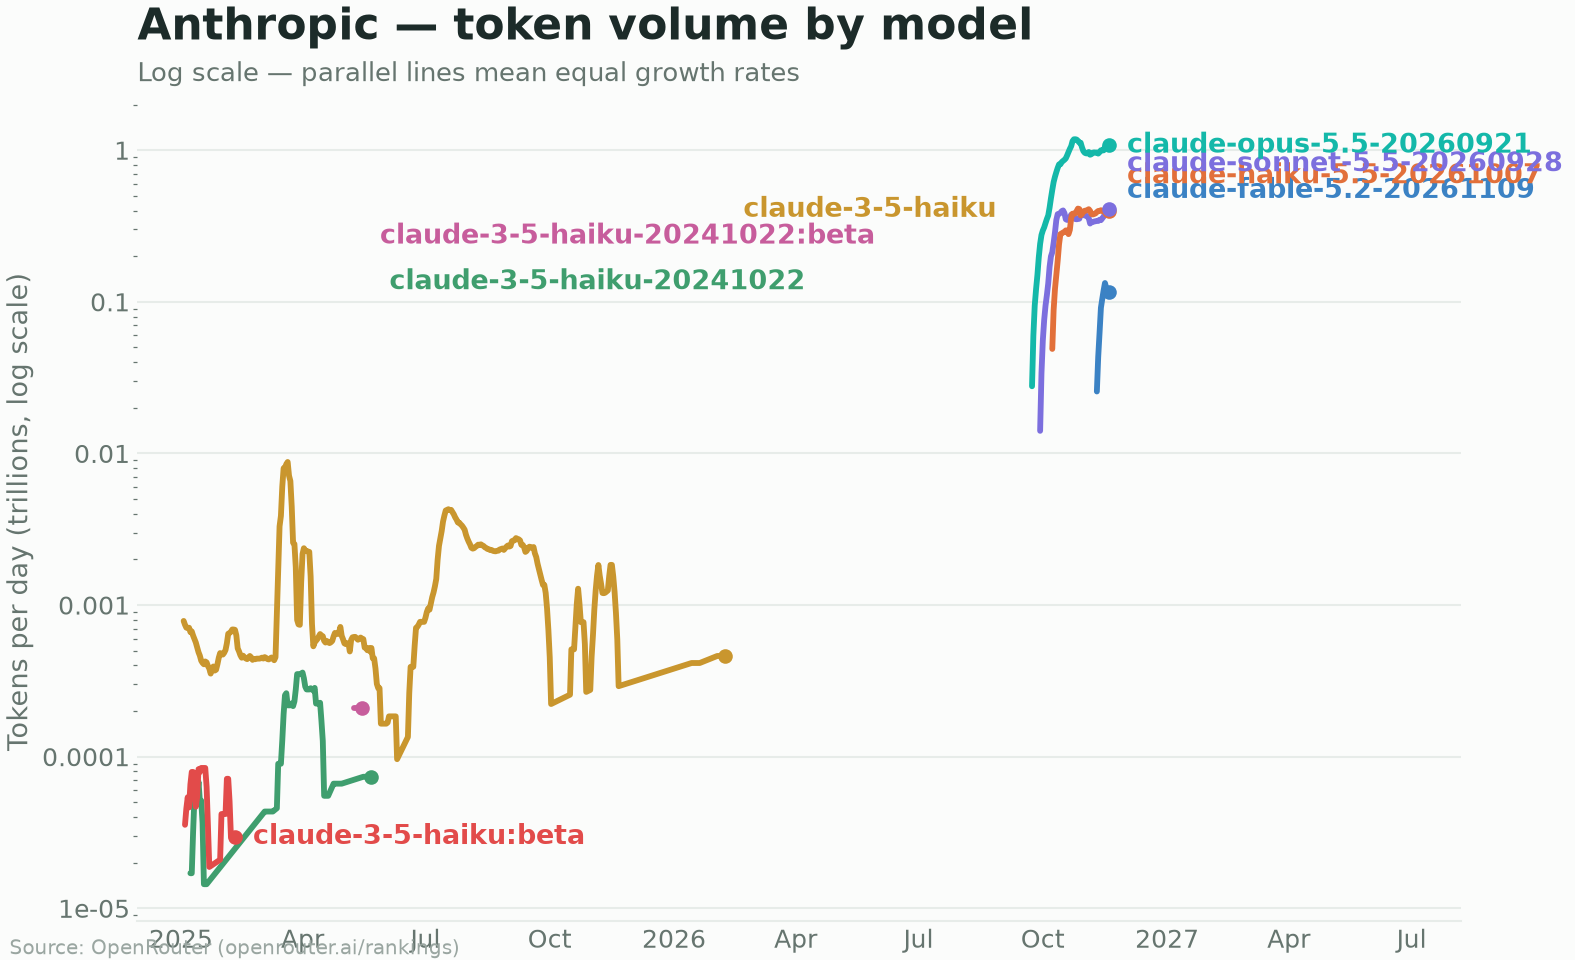 Anthropic — token volume by model
Log scale — parallel lines mean equal growth rates
Tokens per day (trillions, log scale)
1
0.1
0.01
0.001
0.0001
1e-05
claude-opus-5.5-20260921
claude-sonnet-5.5-20260928
claude-haiku-5.5-20261007
claude-fable-5.2-20261109
claude-3-5-haiku
claude-3-5-haiku-20241022:beta
claude-3-5-haiku-20241022
claude-3-5-haiku:beta
2025 Apr Jul Oct 2026 Apr Jul Oct 2027 Apr Jul
Source: OpenRouter (openrouter.ai/rankings)